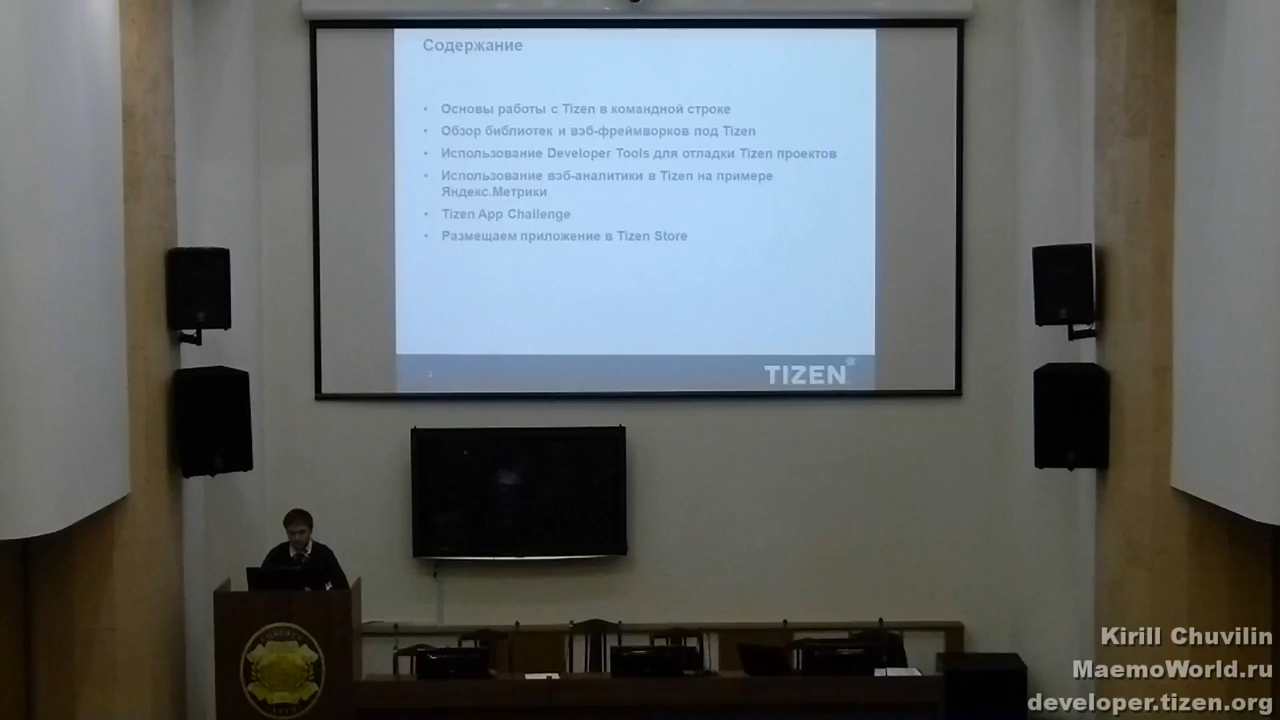 Содержание
• Основы работы с Tizen в командной строке
• Обзор библиотек и вэб-фреймворков под Tizen
• Использование Developer Tools для отладки Tizen проектов
• Использование вэб-аналитики в Tizen на примере
Яндекс.Метрики
• Tizen App Challenge
• Размещаем приложение в Tizen Store
2
TIZEN
Kirill Chuvilin
MaemoWorld.ru
developer.tizen.org